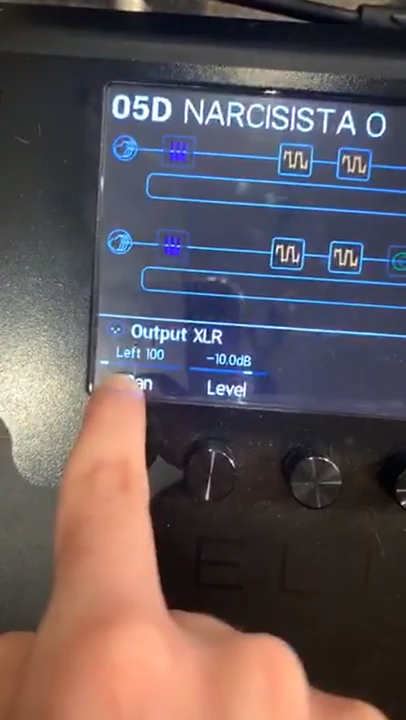 05D NARCISISTA O
Output XLR
Left 100 -10.0dB
Level